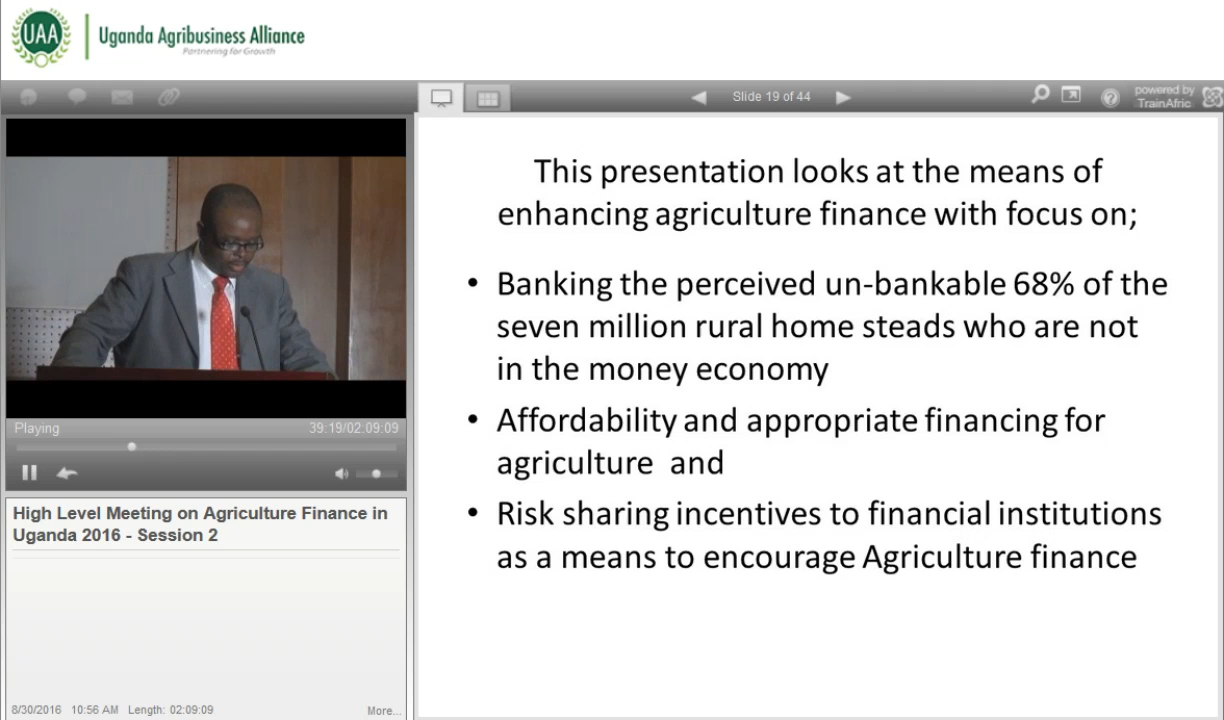 UAA
Uganda Agribusiness Alliance
Partnering for Growth
Slide 19 of 44
powered by
TrainAfric
This presentation looks at the means of
enhancing agriculture finance with focus on;
• Banking the perceived un-bankable 68% of the
seven million rural home steads who are not
in the money economy
• Affordability and appropriate financing for
agriculture and
• Risk sharing incentives to financial institutions
as a means to encourage Agriculture finance
Playing
39:19/02:09:09
High Level Meeting on Agriculture Finance in
Uganda 2016 - Session 2
8/30/2016 10:56 AM Length: 02:09:09
More...